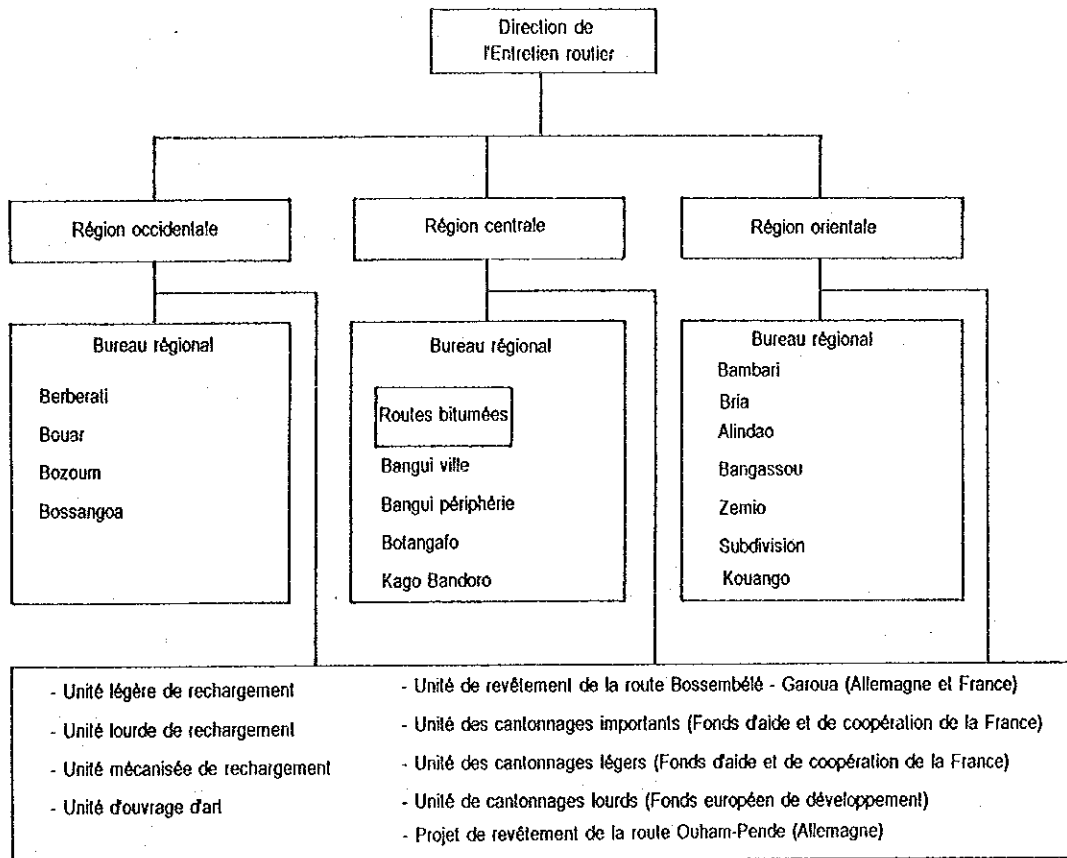 Direction de
l'Entretien routier
Région occidentale
Région centrale
Région orientale
Bureau régional
Berberati
Bouar
Bozoum
Bossangoa
Bureau régional
Routes bitumées
Bangui ville
Bangui périphérie
Botangafo
Kago Bandoro
Bureau régional
Bambari
Bria
Alindao
Bangassou
Zemio
Subdivision
Kouango
- Unité légère de rechargement
- Unité lourde de rechargement
- Unité mécanisée de rechargement
- Unité d'ouvrage d'art
- Unité de revêtement de la route Bossembélé - Garoua (Allemagne et France)
- Unité des cantonnages importants (Fonds d'aide et de coopération de la France)
- Unité des cantonnages légers (Fonds d'aide et de coopération de la France)
- Unité de cantonnages lourds (Fonds européen de développement)
- Projet de revêtement de la route Ouham-Pende (Allemagne)